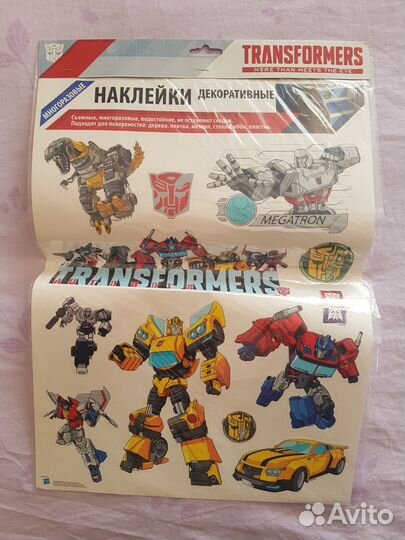 TRANSFORMERS
MORE THAN MEETS THE EYE
МНОГОРАЗОВЫЕ
НАКЛЕЙКИ ДЕКОРАТИВНЫЕ
Съемные, многоразовые, водостойкие, не оставляют следов.
Подходят для поверхностей: дерево, плитка, металл, стекло, обои, пластик.
MEGATRON
TRANSFORMERS
Avito